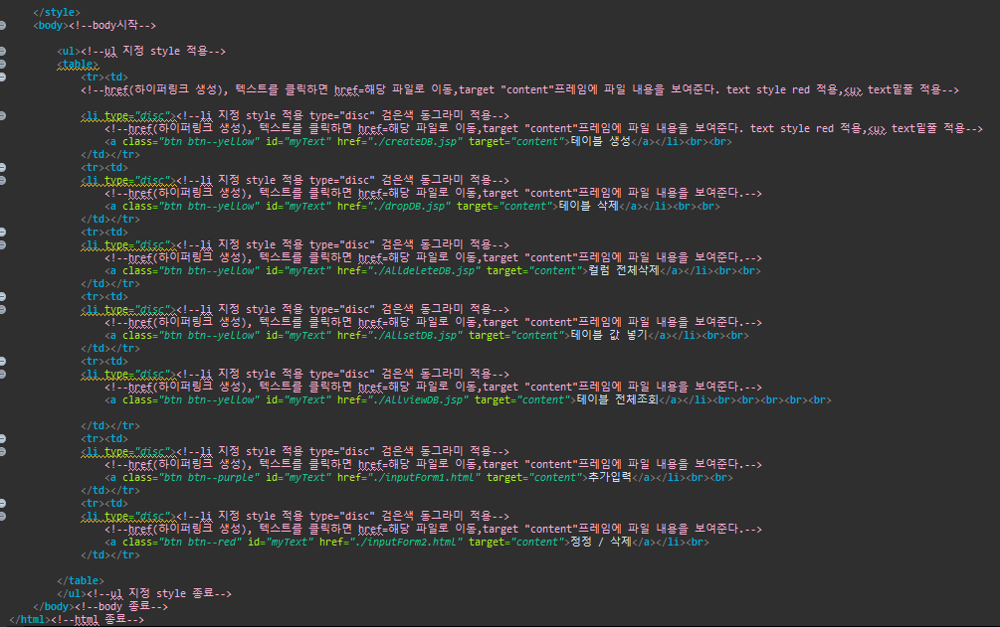 </style>
<body><!--body시작-->
<ul><!--ul 지정 style 적용-->
<table>
<tr><td>
<!--href(하이퍼링크 생성), 텍스트를 클릭하면 href=해당 파일로 이동,target "content"프레임에 파일 내용을 보여준다. text style red 적용,<u> text밑줄 적용-->
<li type="disc"><!--li 지정 style 적용 type="disc" 검은색 동그라미 적용-->
<!--href(하이퍼링크 생성), 텍스트를 클릭하면 href=해당 파일로 이동,target "content"프레임에 파일 내용을 보여준다. text style red 적용,<u> text밑줄 적용-->
<a class="btn btn--yellow" id="myText" href="./createDB.jsp" target="content">테이블 생성</a></li><br><br>
</td></tr>
<tr><td>
<li type="disc"><!--li 지정 style 적용 type="disc" 검은색 동그라미 적용-->
<!--href(하이퍼링크 생성), 텍스트를 클릭하면 href=해당 파일로 이동,target "content"프레임에 파일 내용을 보여준다.-->
<a class="btn btn--yellow" id="myText" href="./dropDB.jsp" target="content">테이블 삭제</a></li><br><br>
</td></tr>
<tr><td>
<li type="disc"><!--li 지정 style 적용 type="disc" 검은색 동그라미 적용-->
<!--href(하이퍼링크 생성), 텍스트를 클릭하면 href=해당 파일로 이동,target "content"프레임에 파일 내용을 보여준다.-->
<a class="btn btn--yellow" id="myText" href="./AlldeleteDB.jsp" target="content">컬럼 전체삭제</a></li><br><br>
</td></tr>
<tr><td>
<li type="disc"><!--li 지정 style 적용 type="disc" 검은색 동그라미 적용-->
<!--href(하이퍼링크 생성), 텍스트를 클릭하면 href=해당 파일로 이동,target "content"프레임에 파일 내용을 보여준다.-->
<a class="btn btn--yellow" id="myText" href="./AllsetDB.jsp" target="content">테이블 값 넣기</a></li><br><br>
</td></tr>
<tr><td>
<li type="disc"><!--li 지정 style 적용 type="disc" 검은색 동그라미 적용-->
<!--href(하이퍼링크 생성), 텍스트를 클릭하면 href=해당 파일로 이동,target "content"프레임에 파일 내용을 보여준다.-->
<a class="btn btn--yellow" id="myText" href="./AllviewDB.jsp" target="content">테이블 전체조회</a></li><br><br><br><br><br>
</td></tr>
<tr><td>
<li type="disc"><!--li 지정 style 적용 type="disc" 검은색 동그라미 적용-->
<!--href(하이퍼링크 생성), 텍스트를 클릭하면 href=해당 파일로 이동,target "content"프레임에 파일 내용을 보여준다.-->
<a class="btn btn--purple" id="myText" href="./inputForm1.html" target="content">추가입력</a></li><br><br>
</td></tr>
<tr><td>
<li type="disc"><!--li 지정 style 적용 type="disc" 검은색 동그라미 적용-->
<!--href(하이퍼링크 생성), 텍스트를 클릭하면 href=해당 파일로 이동,target "content"프레임에 파일 내용을 보여준다.-->
<a class="btn btn--red" id="myText" href="./inputForm2.html" target="content">정정 / 삭제</a></li><br>
</td></tr>
</table>
</ul><!--ul 지정 style 종료-->
</body><!--body 종료-->
</html><!--html 종료-->